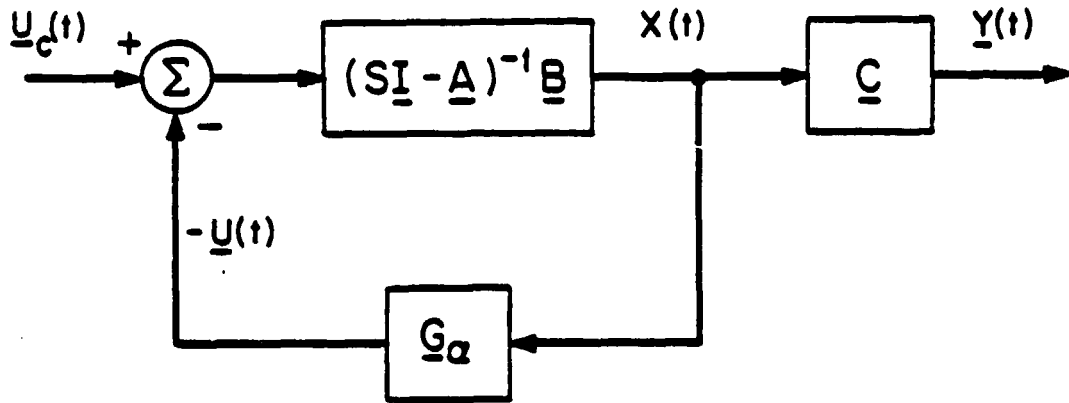 U_c(t)
+
Σ
−
(SI - A)⁻¹ B
X(t)
C
Y(t)
-U(t)
G_α